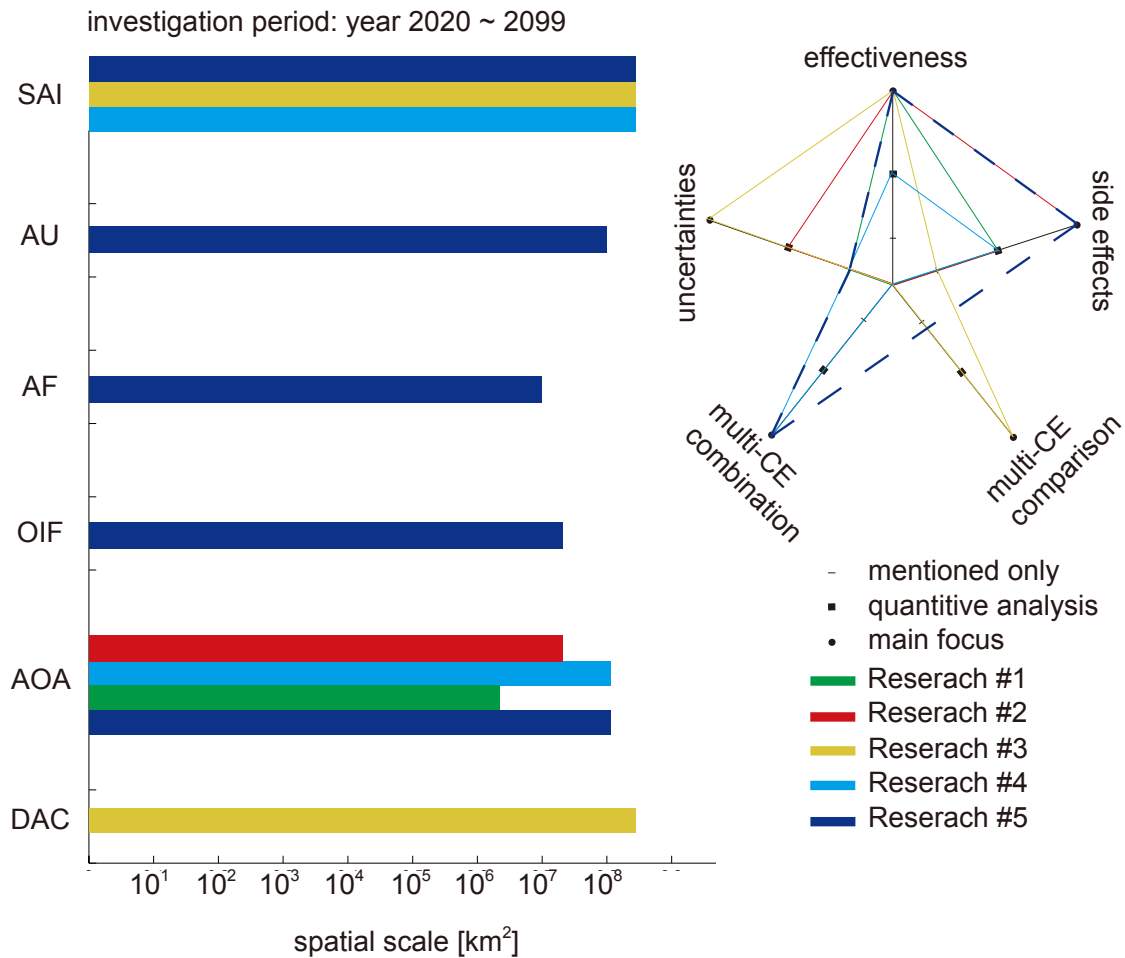 investigation period: year 2020 ~ 2099
SAI
AU
AF
OIF
AOA
DAC
10¹
10²
10³
10⁴
10⁵
10⁶
10⁷
10⁸
spatial scale [km²]
effectiveness
uncertainties
side effects
multi-CE
combination
multi-CE
comparison
mentioned only
quantitive analysis
main focus
Reserach #1
Reserach #2
Reserach #3
Reserach #4
Reserach #5